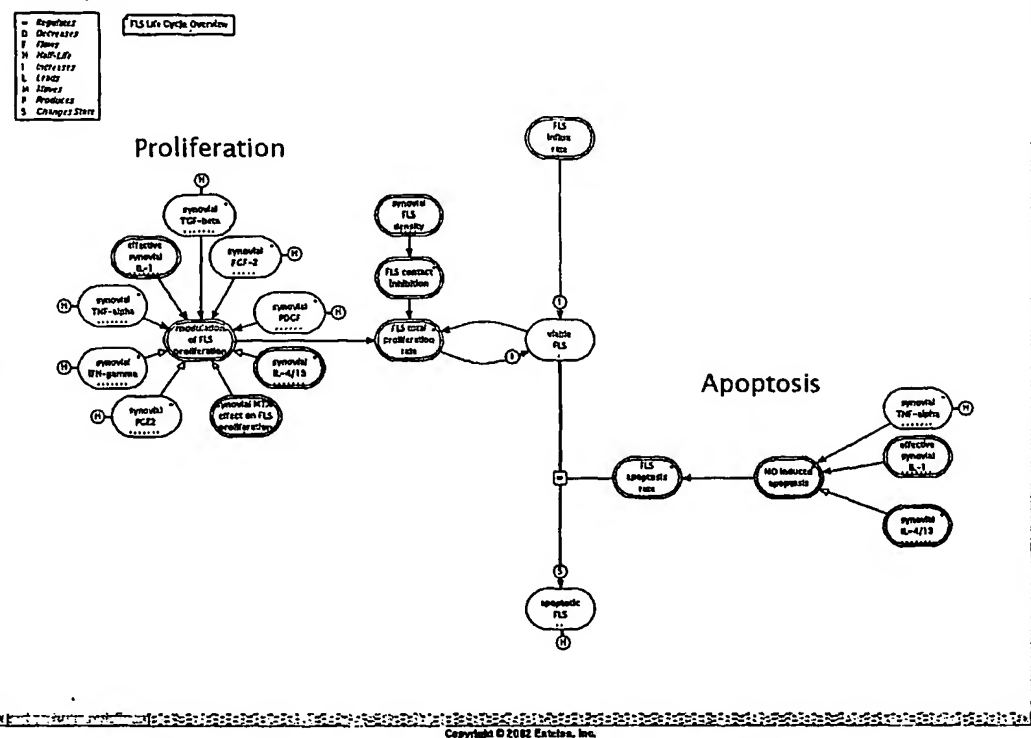 = Regulates
D Decreases
F Flows
H Half-Life
I Increases
L Leads
M Moves
P Produces
S Changes State
FLS Life Cycle Overview
Proliferation
FLS
influx
rate
H
synovial
TGF-beta
synovial
FLS
density
effective
synovial
IL-1
synovial
FGF-2
H
FLS contact
inhibition
H
synovial
TNF-alpha
synovial
PDGF
H
I
modulation
of FLS
proliferation
FLS total
proliferation
rate
viable
FLS
H
synovial
IFN-gamma
synovial
IL-4/13
Apoptosis
H
synovial
PGE2
synovial MTX
effect on FLS
proliferation
synovial
TNF-alpha
H
effective
synovial
IL-1
FLS
apoptosis
rate
NO induced
apoptosis
synovial
IL-4/13
S
apoptotic
FLS
H
Copyright © 2002 Entelos, Inc.